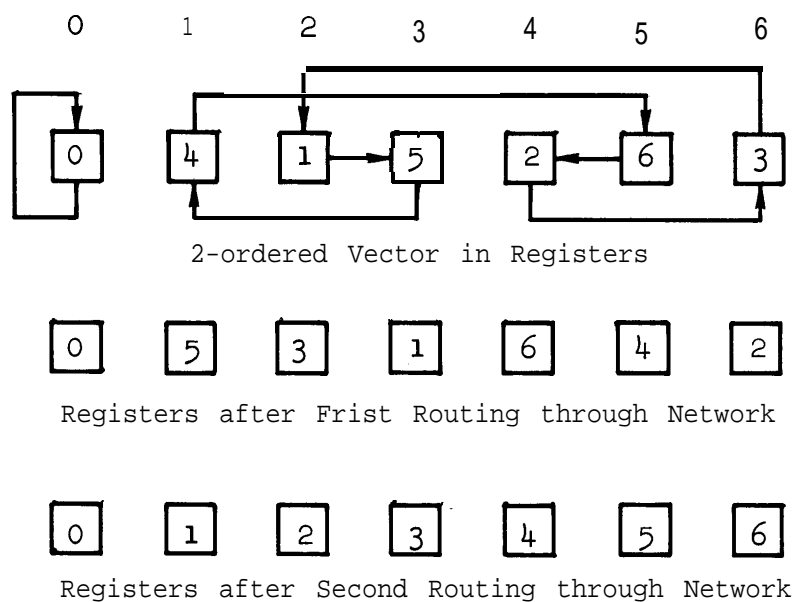 0 1 2 3 4 5 6
0 4 1 5 2 6 3
2-ordered Vector in Registers
0 5 3 1 6 4 2
Registers after Frist Routing through Network
0 1 2 3 4 5 6
Registers after Second Routing through Network